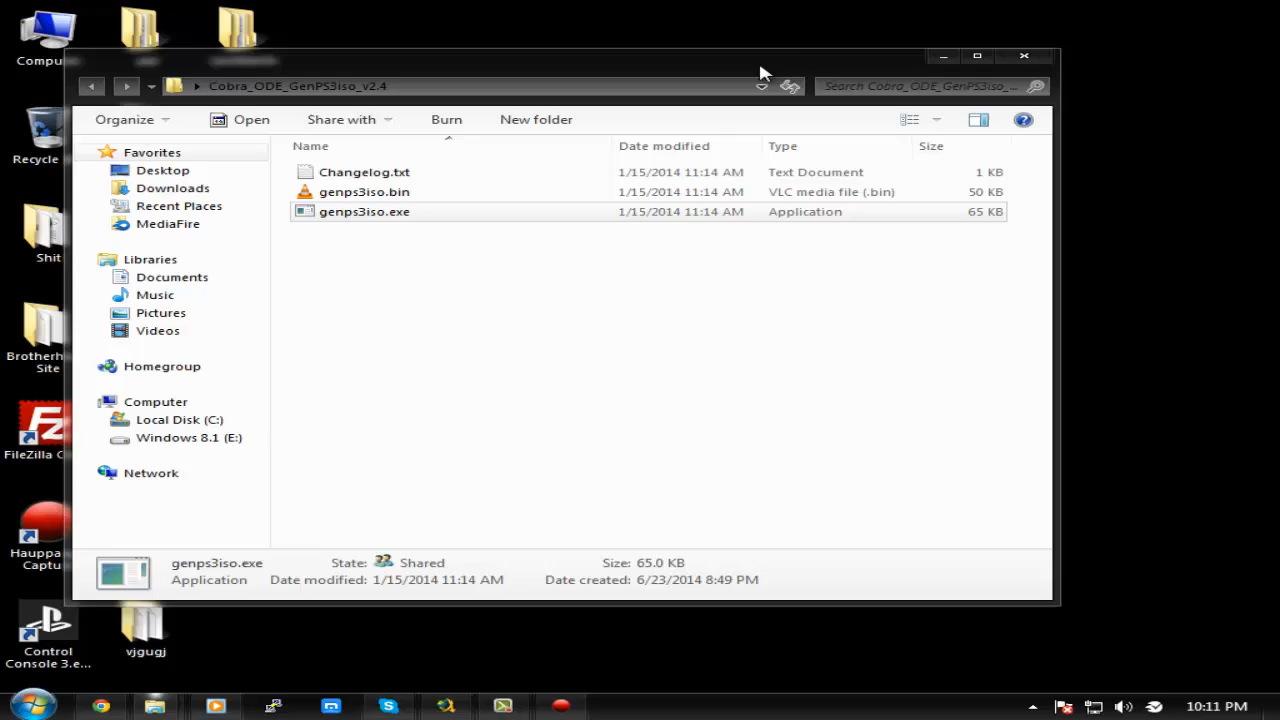 Compu
Cobra_ODE_GenPS3iso_v2.4
Search Cobra_ODE_GenPS3iso_...
Organize
Open
Share with
Burn
New folder
Name
Date modified
Type
Size
Favorites
Desktop
Downloads
Recent Places
MediaFire
Libraries
Documents
Music
Pictures
Videos
Homegroup
Computer
Local Disk (C:)
Windows 8.1 (E:)
Network
Changelog.txt 1/15/2014 11:14 AM Text Document 1 KB
genps3iso.bin 1/15/2014 11:14 AM VLC media file (.bin) 50 KB
genps3iso.exe 1/15/2014 11:14 AM Application 65 KB
genps3iso.exe State: Shared Size: 65.0 KB
Application Date modified: 1/15/2014 11:14 AM Date created: 6/23/2014 8:49 PM
Recycle
Shit
Brotherh
Site
Fz
FileZilla C
Hauppa
Captu
Control
Console 3.e...
vjgugj
10:11 PM